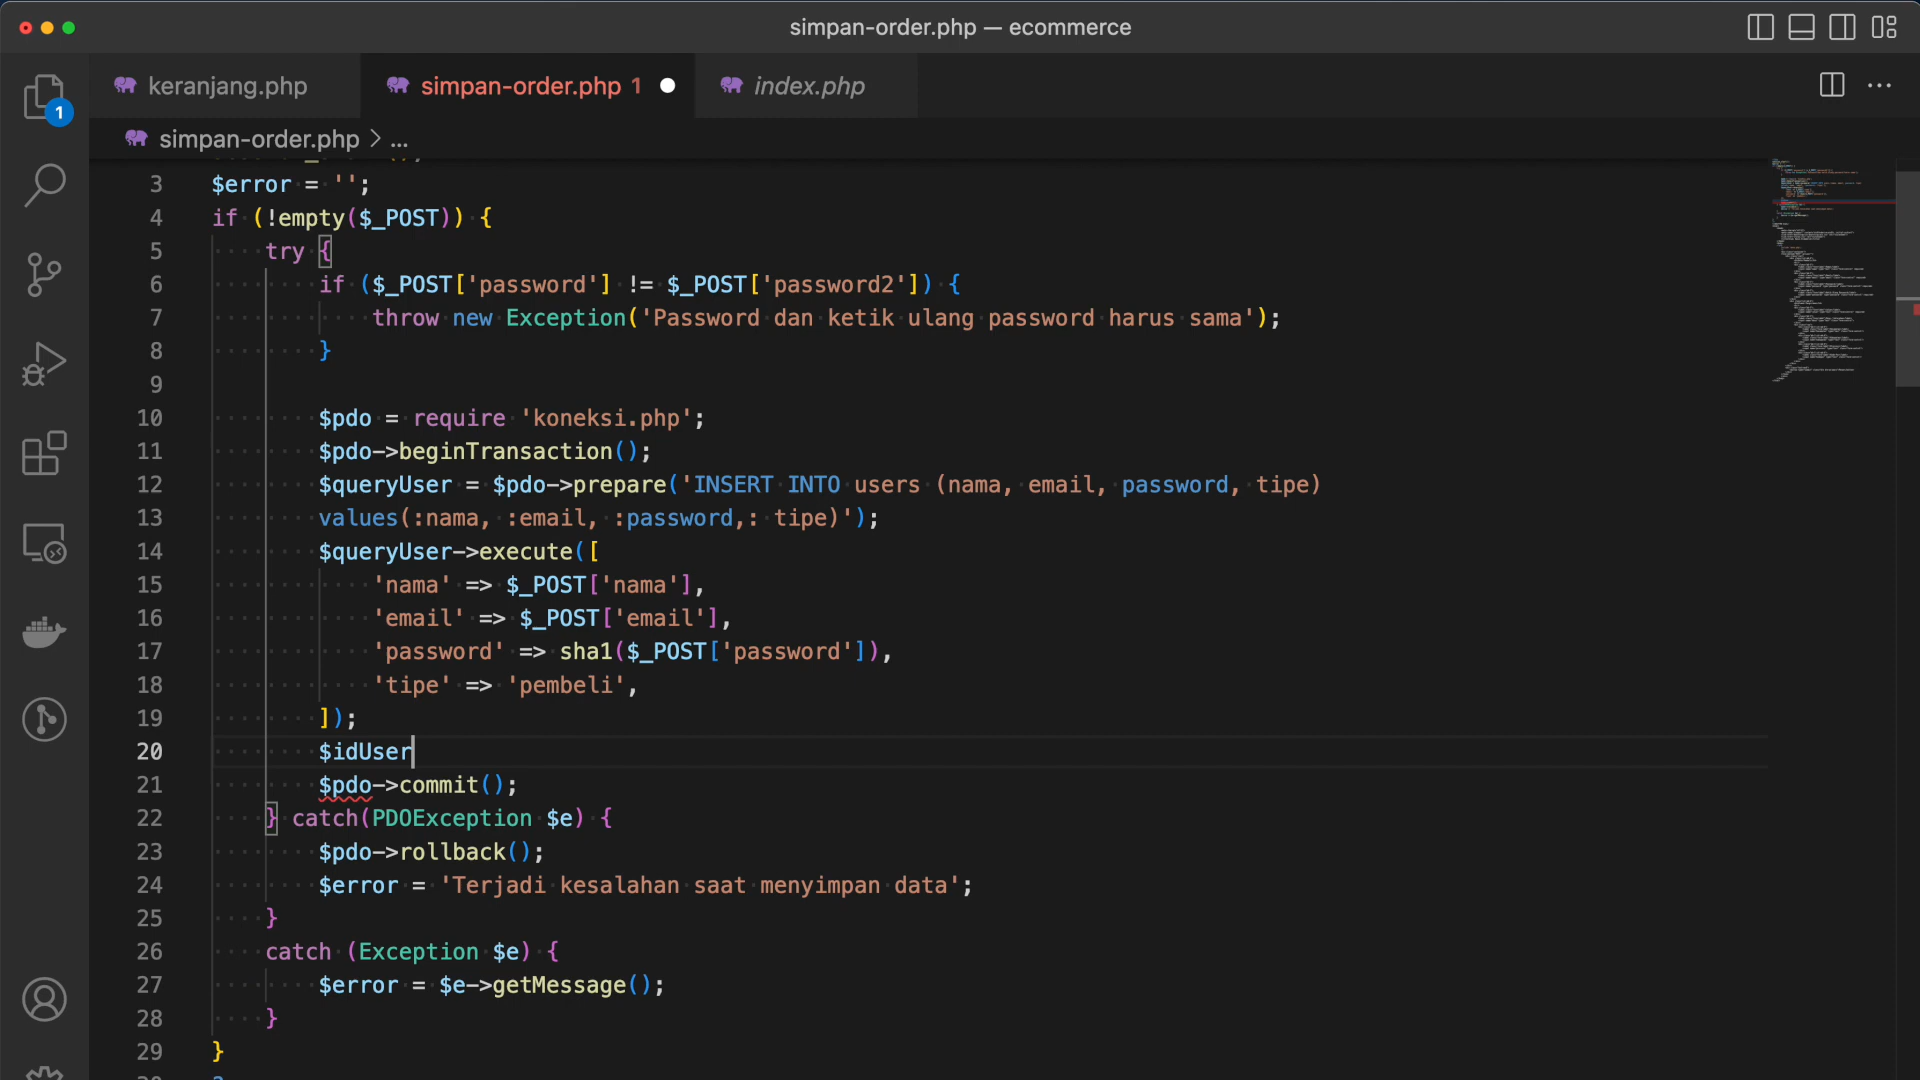 simpan-order.php — ecommerce
keranjang.php
simpan-order.php 1
index.php
1
simpan-order.php > ...
3 $error = '';
4 if (!empty($_POST)) {
5 try {
6 if ($_POST['password'] != $_POST['password2']) {
7 throw new Exception('Password dan ketik ulang password harus sama');
8 }
9
10 $pdo = require 'koneksi.php';
11 $pdo->beginTransaction();
12 $queryUser = $pdo->prepare('INSERT INTO users (nama, email, password, tipe)
13 values(:nama, :email, :password,: tipe)');
14 $queryUser->execute([
15 'nama' => $_POST['nama'],
16 'email' => $_POST['email'],
17 'password' => sha1($_POST['password']),
18 'tipe' => 'pembeli',
19 ]);
20 $idUser
21 $pdo->commit();
22 } catch(PDOException $e) {
23 $pdo->rollback();
24 $error = 'Terjadi kesalahan saat menyimpan data';
25 }
26 catch (Exception $e) {
27 $error = $e->getMessage();
28 }
29 }